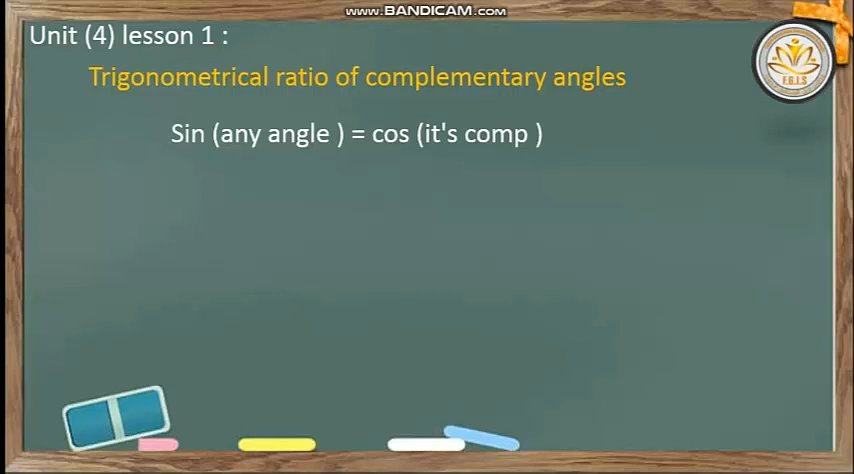 www.BANDICAM.com
Unit (4) lesson 1 :
Trigonometrical ratio of complementary angles
Sin (any angle ) = cos (it's comp )
F.G.I.S